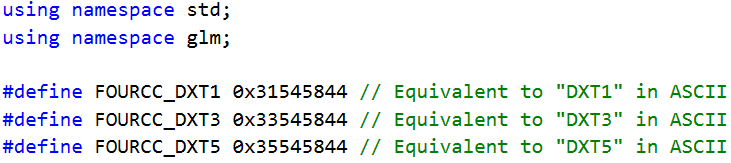 using namespace std;
using namespace glm;
#define FOURCC_DXT1 0x31545844 // Equivalent to "DXT1" in ASCII
#define FOURCC_DXT3 0x33545844 // Equivalent to "DXT3" in ASCII
#define FOURCC_DXT5 0x35545844 // Equivalent to "DXT5" in ASCII